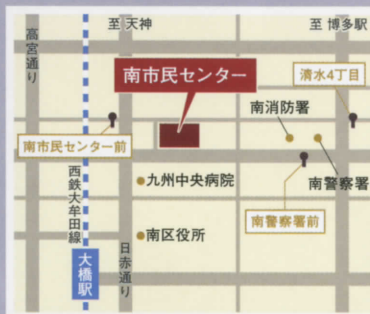 至 天神
至 博多駅
高宮通り
南市民センター
清水4丁目
南消防署
南市民センター前
西鉄大牟田線
九州中央病院
南警察署
南警察署前
南区役所
日赤通り
大橋駅